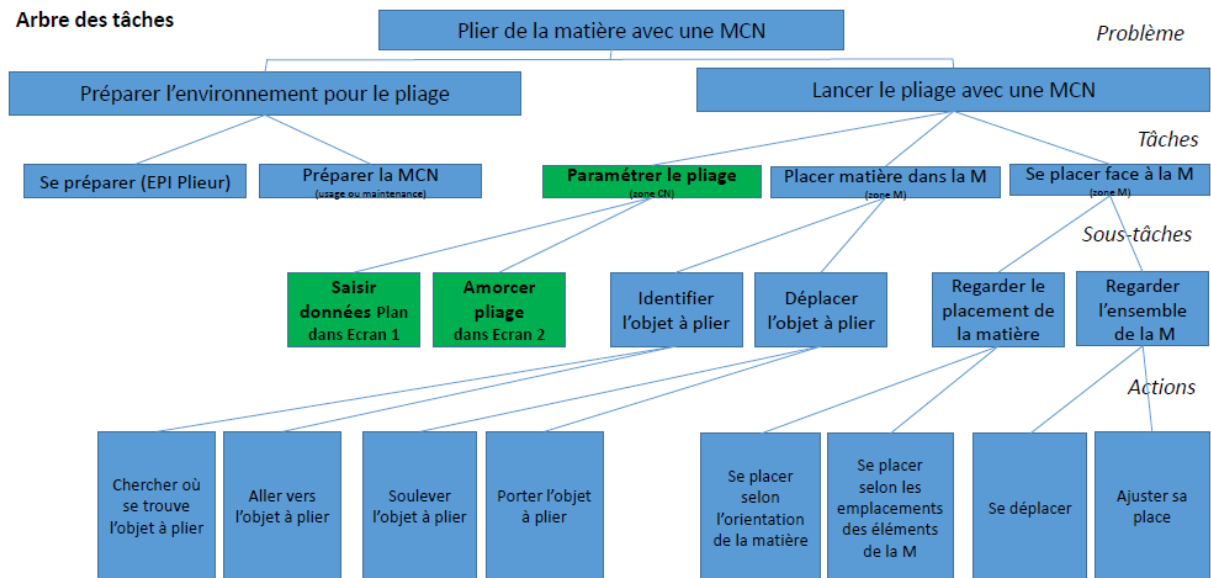 Arbre des tâches
Plier de la matière avec une MCN
Problème
Préparer l'environnement pour le pliage
Lancer le pliage avec une MCN
Tâches
Se préparer (EPI Plieur)
Préparer la MCN
(usage ou maintenance)
Paramétrer le pliage
(zone CN)
Placer matière dans la M
(zone M)
Se placer face à la M
(zone M)
Sous-tâches
Saisir
données Plan
dans Ecran 1
Amorcer
pliage
dans Ecran 2
Identifier
l'objet à plier
Déplacer
l'objet à plier
Regarder le
placement de
la matière
Regarder
l'ensemble
de la M
Actions
Chercher où
se trouve
l'objet à plier
Aller vers
l'objet à plier
Soulever
l'objet à plier
Porter l'objet
à plier
Se placer
selon
l'orientation
de la matière
Se placer
selon les
emplacements
des éléments
de la M
Se déplacer
Ajuster sa
place